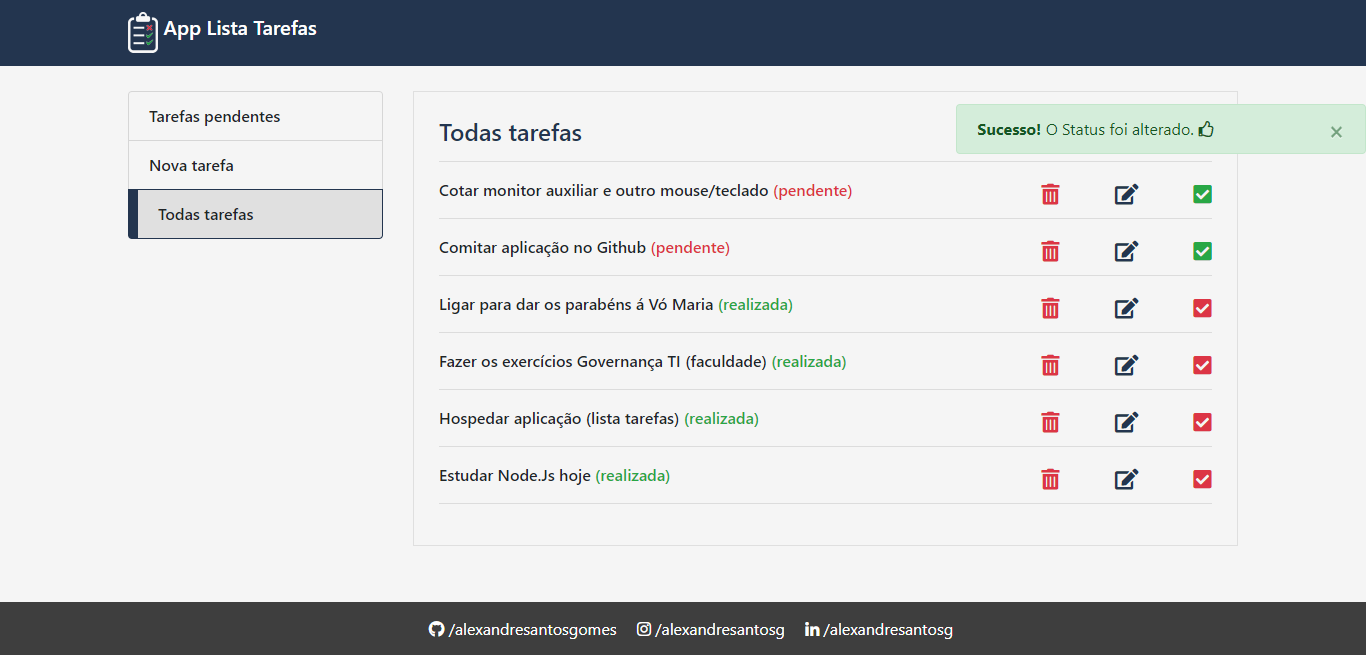 App Lista Tarefas
Tarefas pendentes
Nova tarefa
Todas tarefas
Todas tarefas
Sucesso! O Status foi alterado.
×
Cotar monitor auxiliar e outro mouse/teclado (pendente)
Comitar aplicação no Github (pendente)
Ligar para dar os parabéns á Vó Maria (realizada)
Fazer os exercícios Governança TI (faculdade) (realizada)
Hospedar aplicação (lista tarefas) (realizada)
Estudar Node.Js hoje (realizada)
/alexandresantosgomes /alexandresantosg in /alexandresantosg